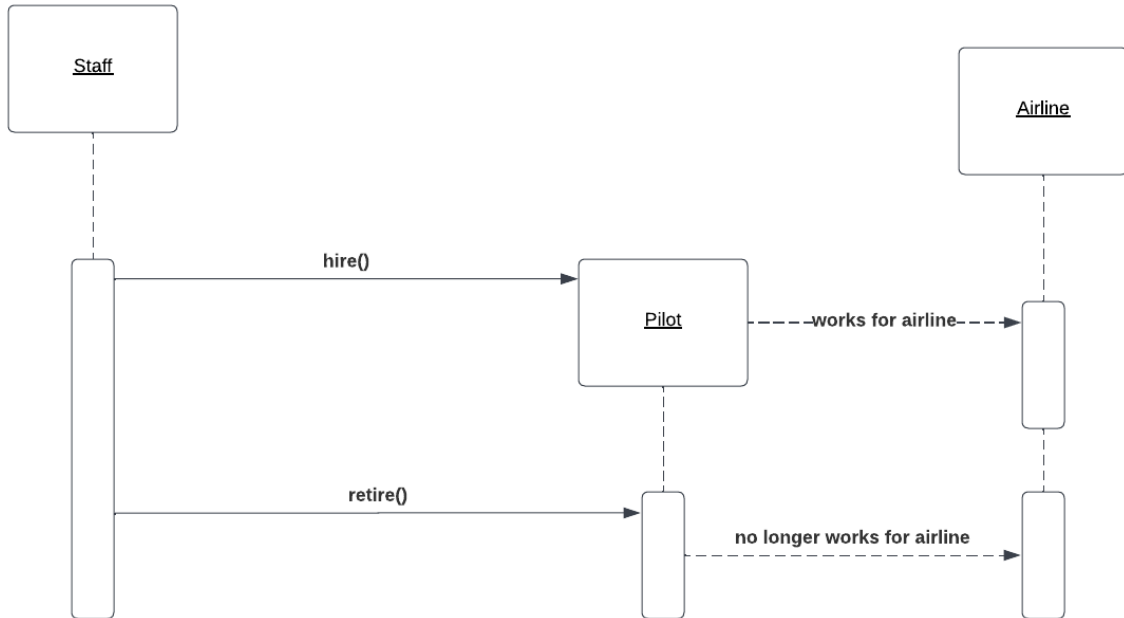 Staff
Airline
hire()
Pilot
works for airline
retire()
no longer works for airline